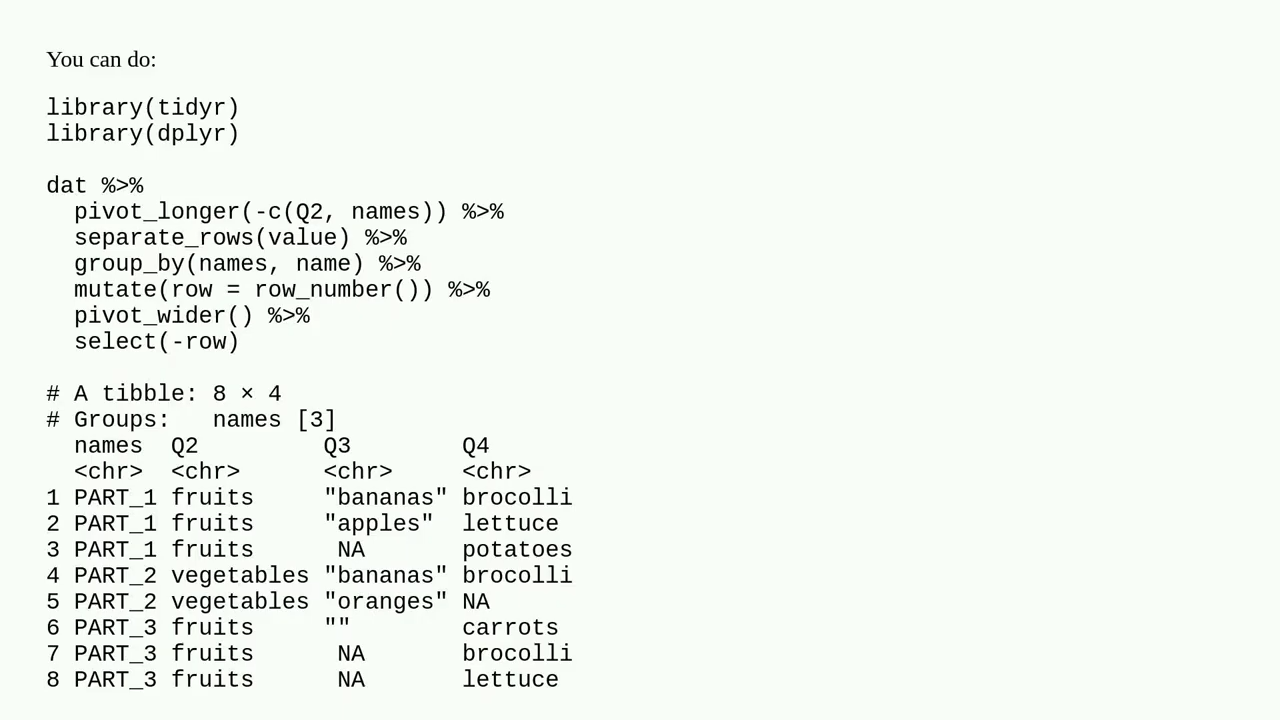 You can do:
library(tidyr)
library(dplyr)
dat %>%
  pivot_longer(-c(Q2, names)) %>%
  separate_rows(value) %>%
  group_by(names, name) %>%
  mutate(row = row_number()) %>%
  pivot_wider() %>%
  select(-row)
# A tibble: 8 × 4
# Groups:   names [3]
  names  Q2         Q3        Q4
  <chr>  <chr>      <chr>     <chr>
1 PART_1 fruits     "bananas" brocolli
2 PART_1 fruits     "apples"  lettuce
3 PART_1 fruits      NA       potatoes
4 PART_2 vegetables "bananas" brocolli
5 PART_2 vegetables "oranges" NA
6 PART_3 fruits     ""        carrots
7 PART_3 fruits      NA       brocolli
8 PART_3 fruits      NA       lettuce